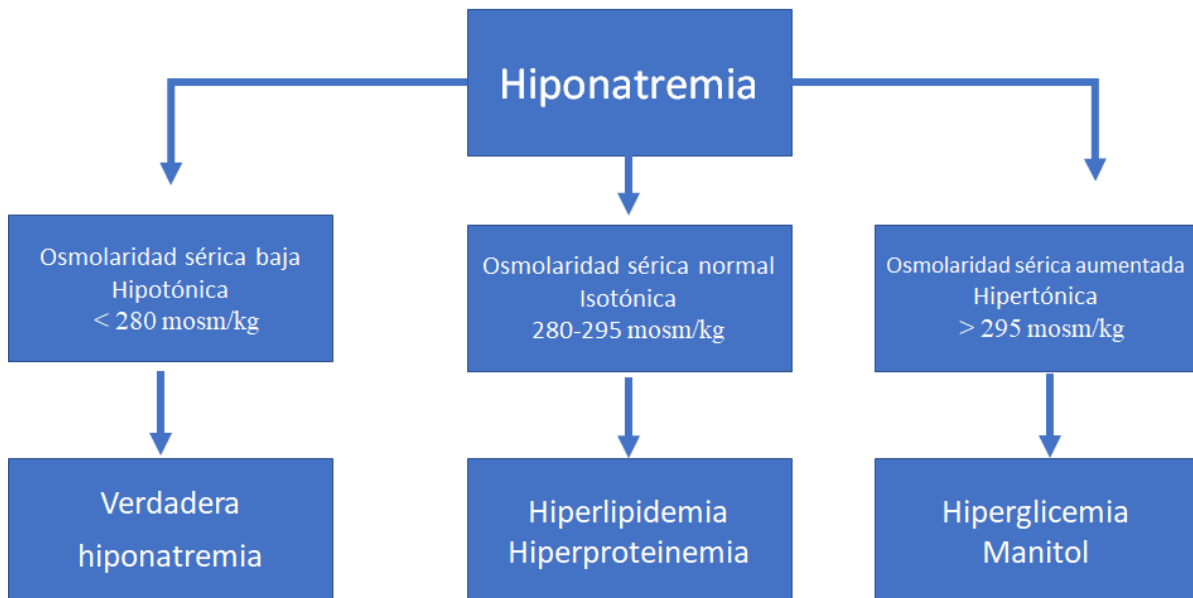 Hiponatremia
Osmolaridad sérica baja
Hipotónica
< 280 mosm/kg
Osmolaridad sérica normal
Isotónica
280-295 mosm/kg
Osmolaridad sérica aumentada
Hipertónica
> 295 mosm/kg
Verdadera
hiponatremia
Hiperlipidemia
Hiperproteinemia
Hiperglicemia
Manitol